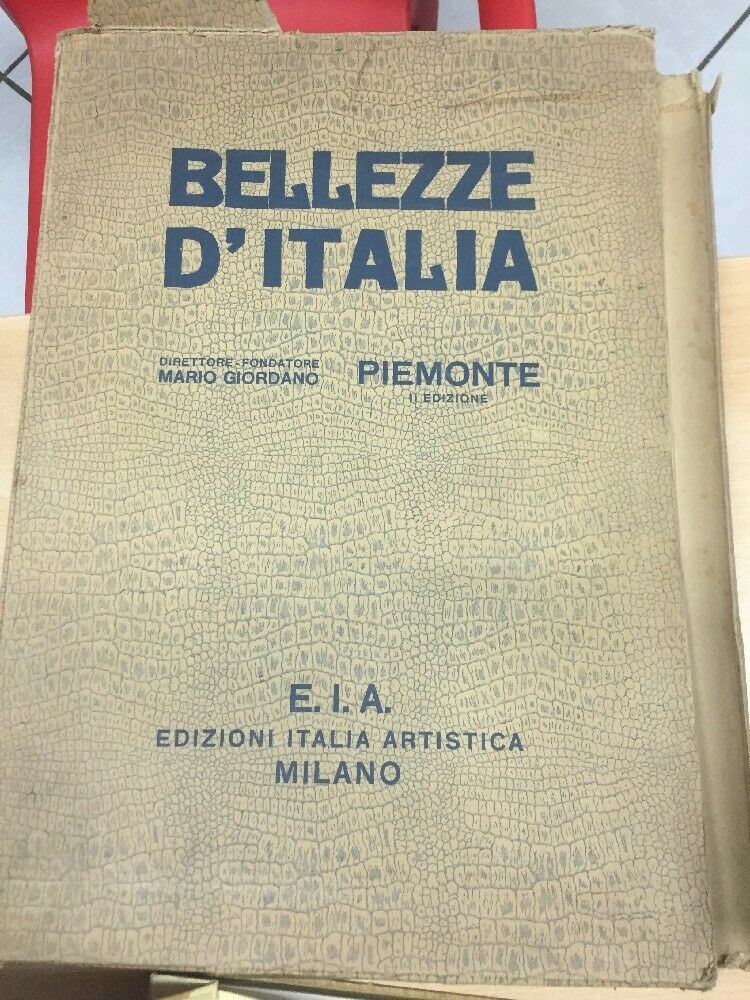 BELLEZZE
D'ITALIA
DIRETTORE - FONDATORE
MARIO GIORDANO
PIEMONTE
II EDIZIONE
E. I. A.
EDIZIONI ITALIA ARTISTICA
MILANO